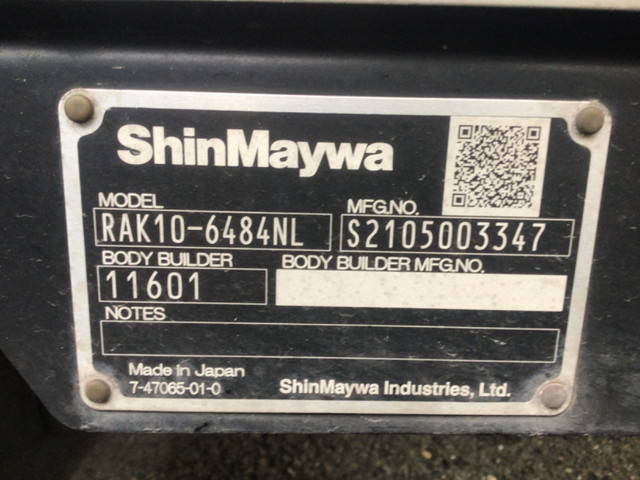 ShinMaywa
MODEL MFG.NO.
RAK10-6484NL S2105003347
BODY BUILDER BODY BUILDER MFG.NO.
11601
NOTES
Made in Japan
7-47065-01-0 ShinMaywa Industries, Ltd.